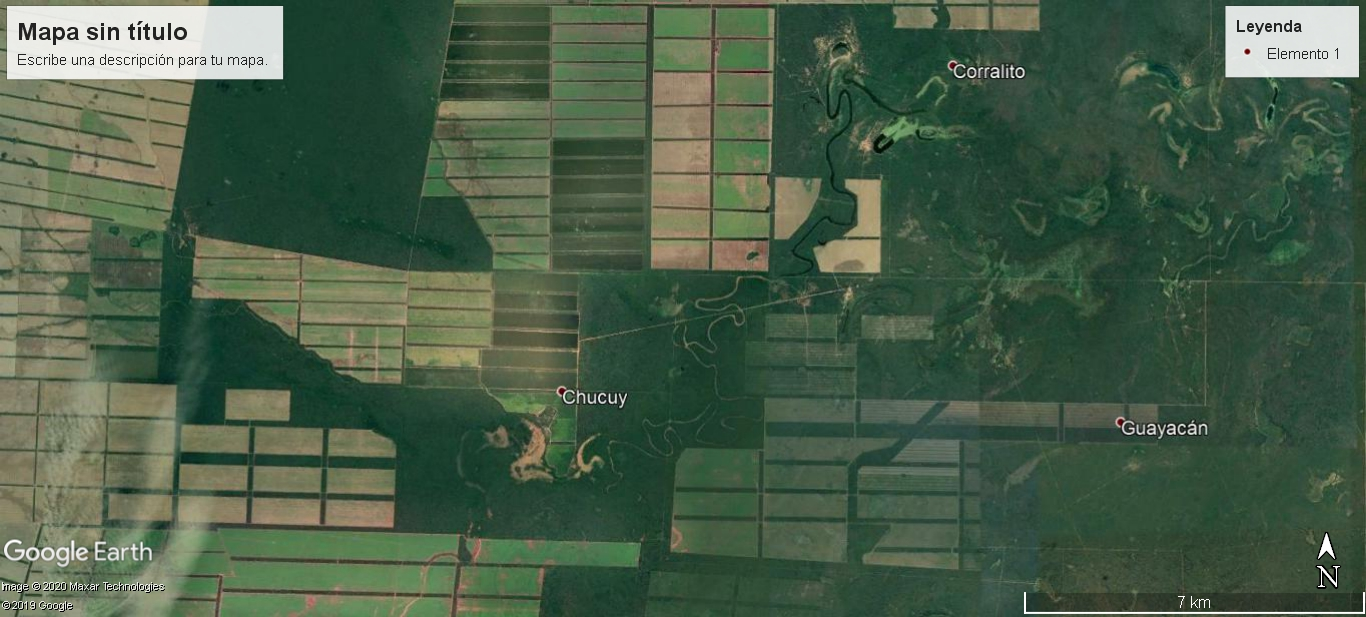 Mapa sin título
Escribe una descripción para tu mapa.
Leyenda
Elemento 1
Corralito
Chucuy
Guayacán
Google Earth
Image © 2020 Maxar Technologies
©2019 Google
N
7 km